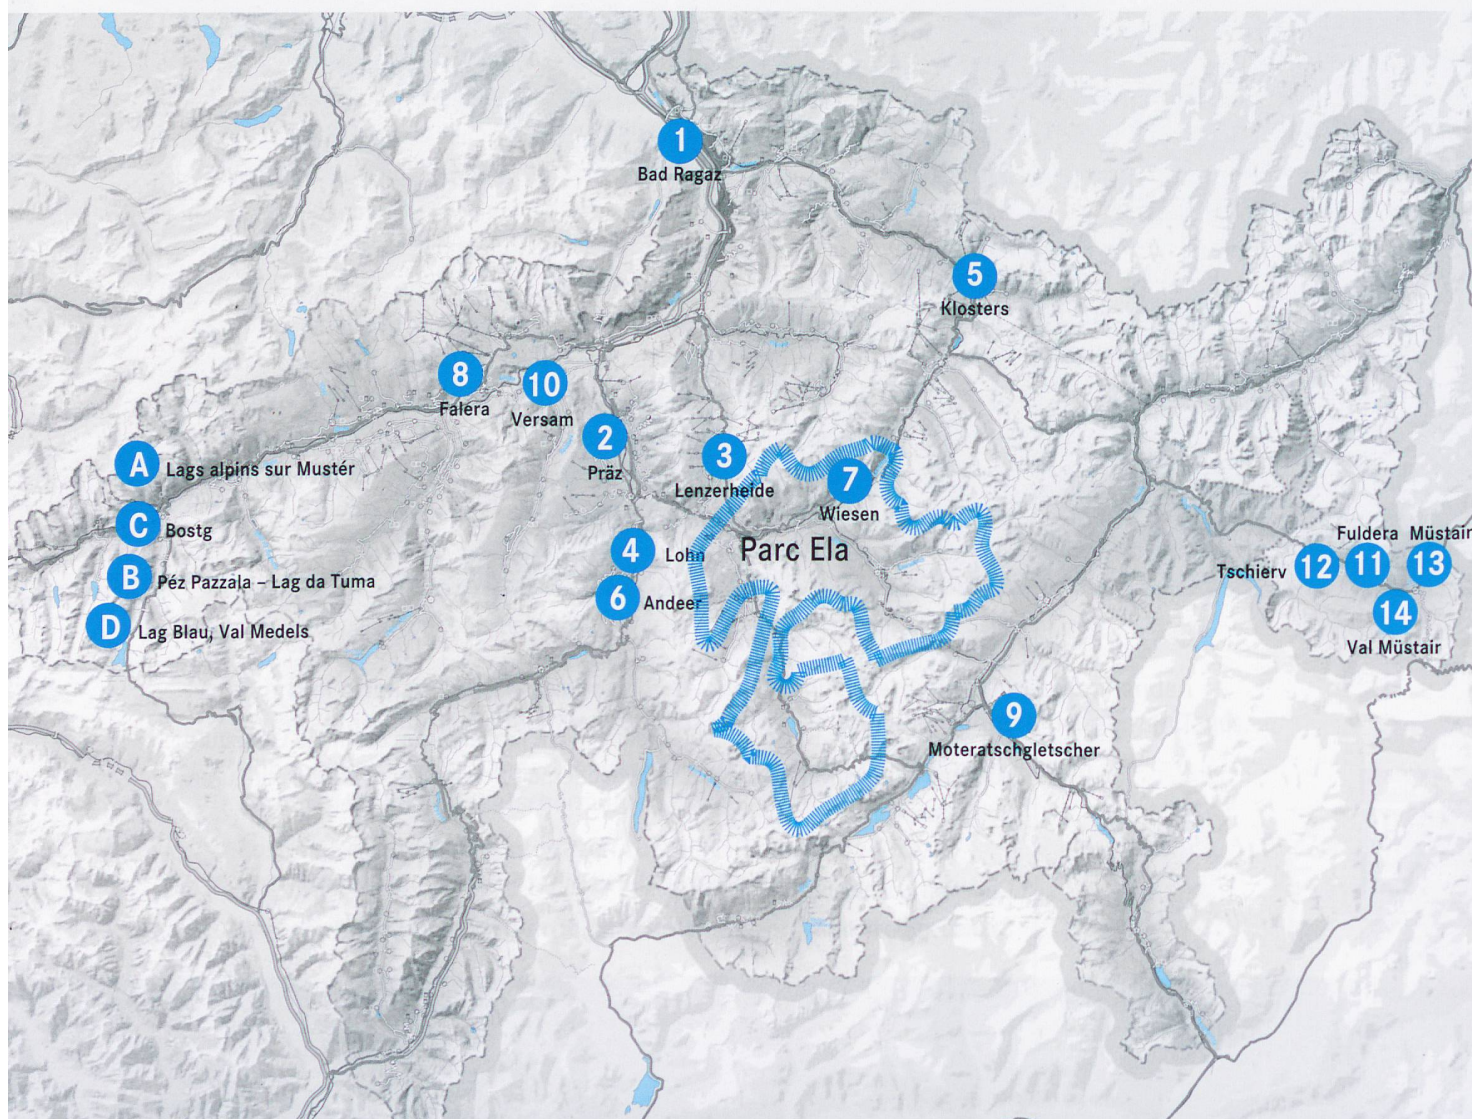 1
Bad Ragaz
5
Klosters
8
Falera
10
Versam
2
Präz
3
Lenzerheide
7
Wiesen
A
Lags alpins sur Mustér
C
Bostg
B
Péz Pazzala – Lag da Tuma
D
Lag Blau, Val Medels
4
Lohn
6
Andeer
Parc Ela
Tschierv
12
Fuldera
11
Müstair
13
14
Val Müstair
9
Moteratschgletscher